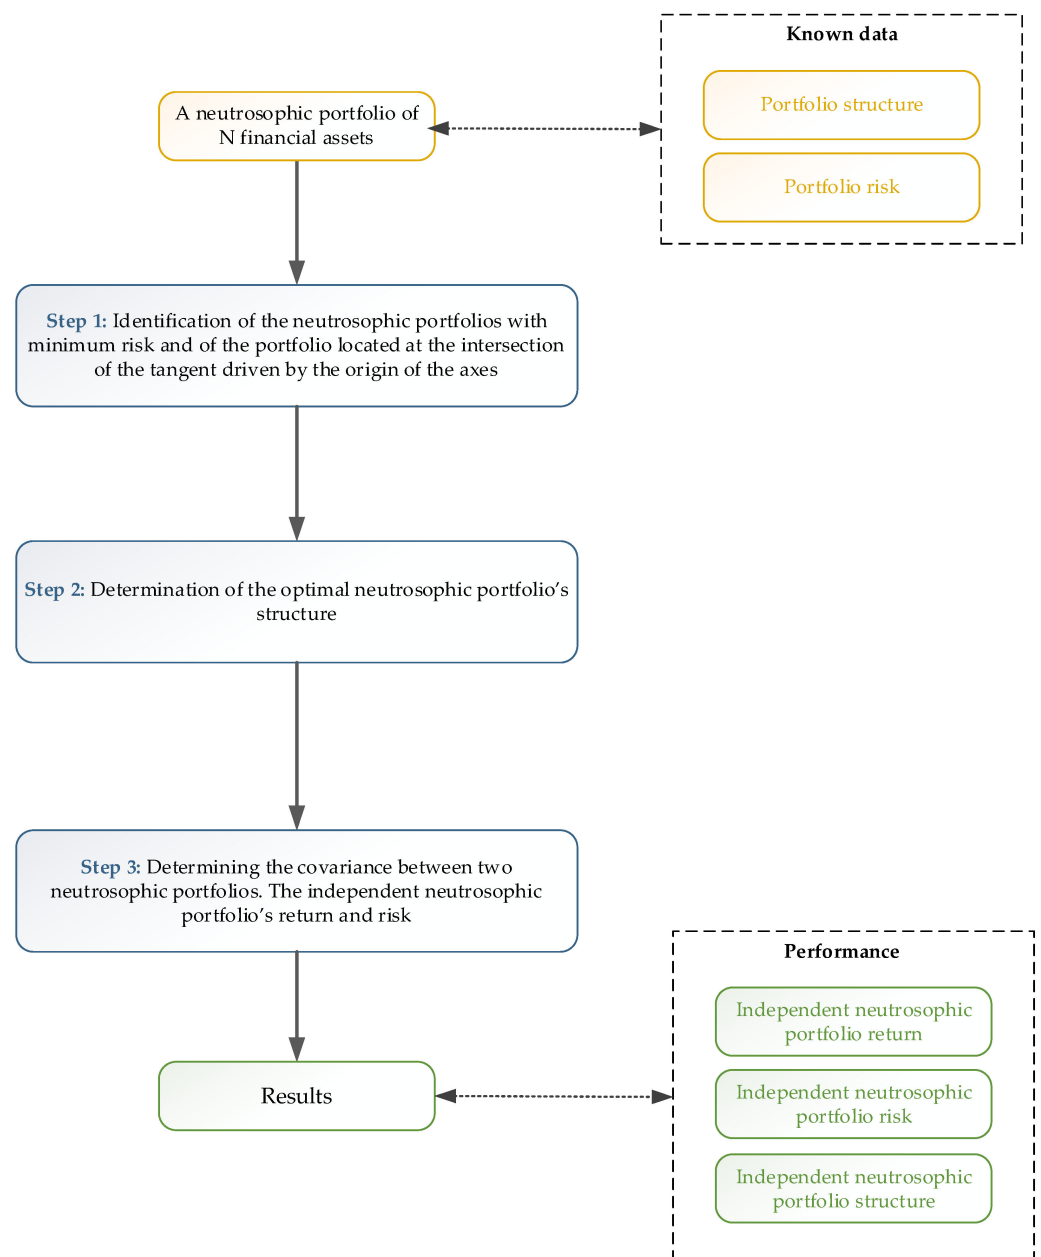 Known data
Portfolio structure
Portfolio risk
A neutrosophic portfolio of
N financial assets
Step 1: Identification of the neutrosophic portfolios with
minimum risk and of the portfolio located at the intersection
of the tangent driven by the origin of the axes
Step 2: Determination of the optimal neutrosophic portfolio’s
structure
Step 3: Determining the covariance between two
neutrosophic portfolios. The independent neutrosophic
portfolio’s return and risk
Results
Performance
Independent neutrosophic
portfolio return
Independent neutrosophic
portfolio risk
Independent neutrosophic
portfolio structure